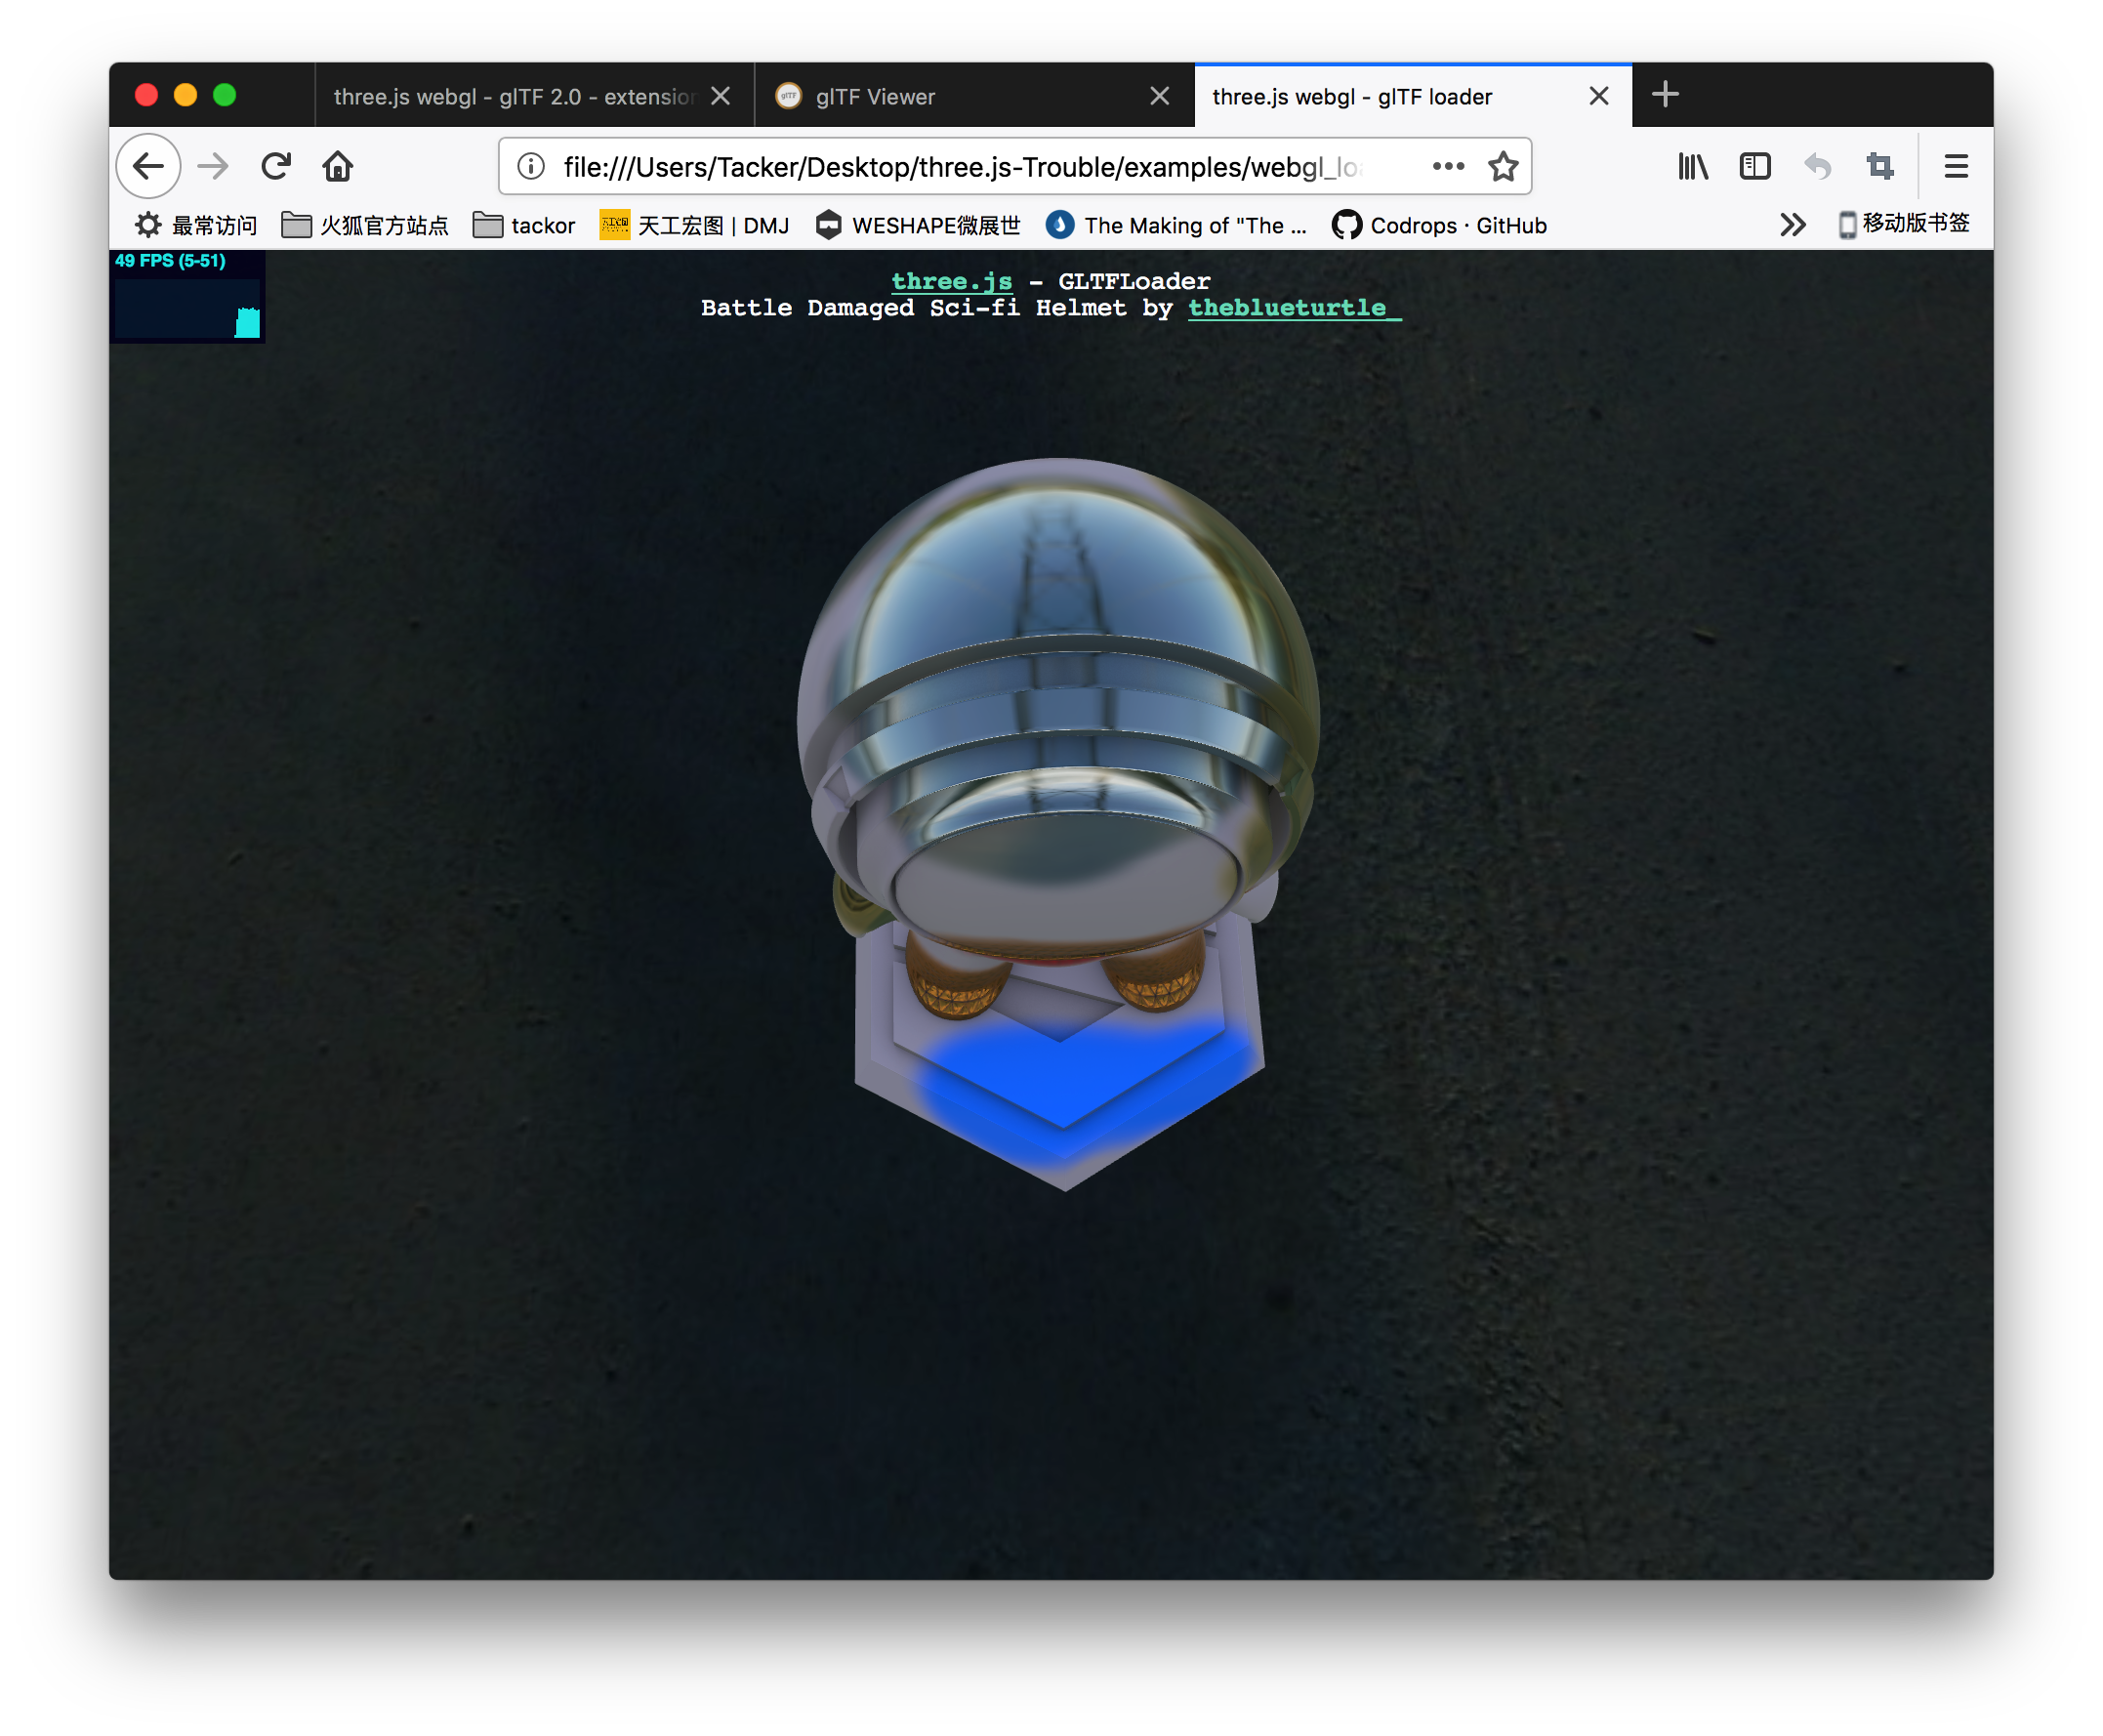 three.js webgl - glTF 2.0 - extension
glTF Viewer
three.js webgl - glTF loader
file:///Users/Tacker/Desktop/three.js-Trouble/examples/webgl_loa
最常访问
火狐官方站点
tackor
天工宏图 | DMJ
WESHAPE微展世
The Making of "The ...
Codrops · GitHub
移动版书签
49 FPS (5-51)
three.js - GLTFLoader
Battle Damaged Sci-fi Helmet by theblueturtle_